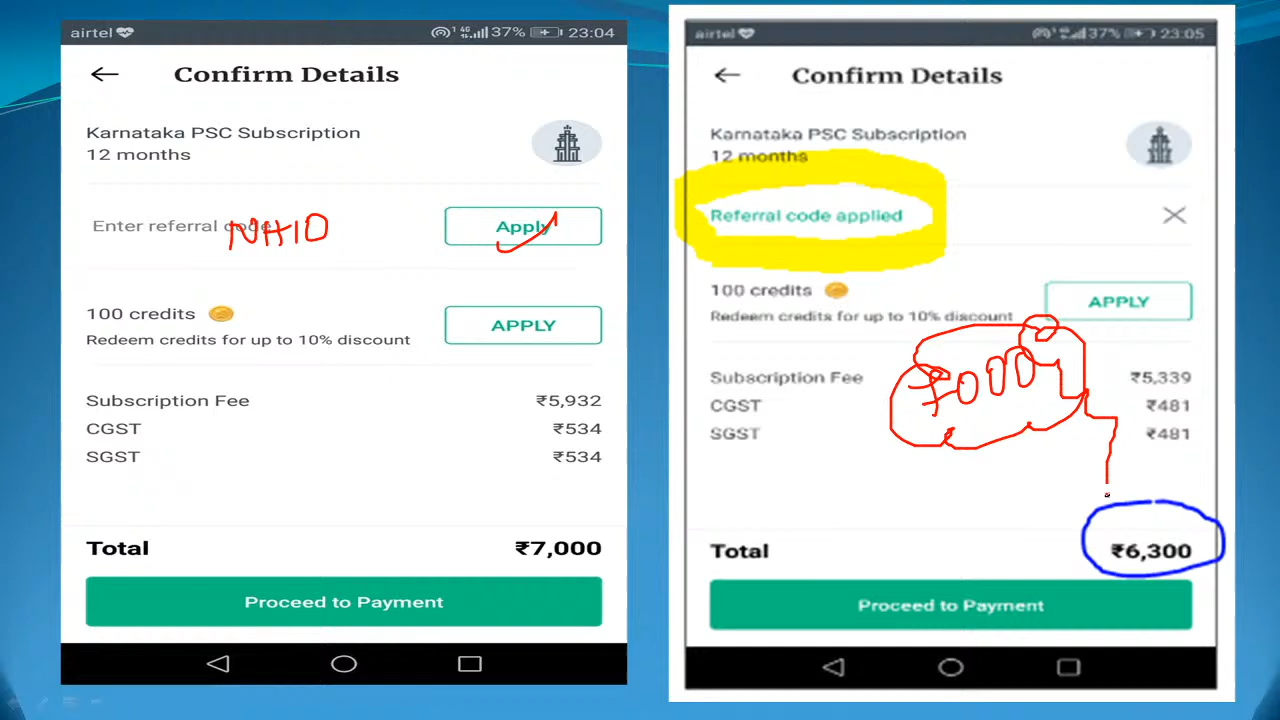 airtel 4G 37% 23:04
Confirm Details
Karnataka PSC Subscription
12 months
Enter referral code Apply
NH10
100 credits APPLY
Redeem credits for up to 10% discount
Subscription Fee ₹5,932
CGST ₹534
SGST ₹534
Total ₹7,000
Proceed to Payment
airtel 37% 23:05
Confirm Details
Karnataka PSC Subscription
12 months
Referral code applied
100 credits APPLY
Redeem credits for up to 10% discount
7000
Subscription Fee ₹5,339
CGST ₹481
SGST ₹481
Total ₹6,300
Proceed to Payment